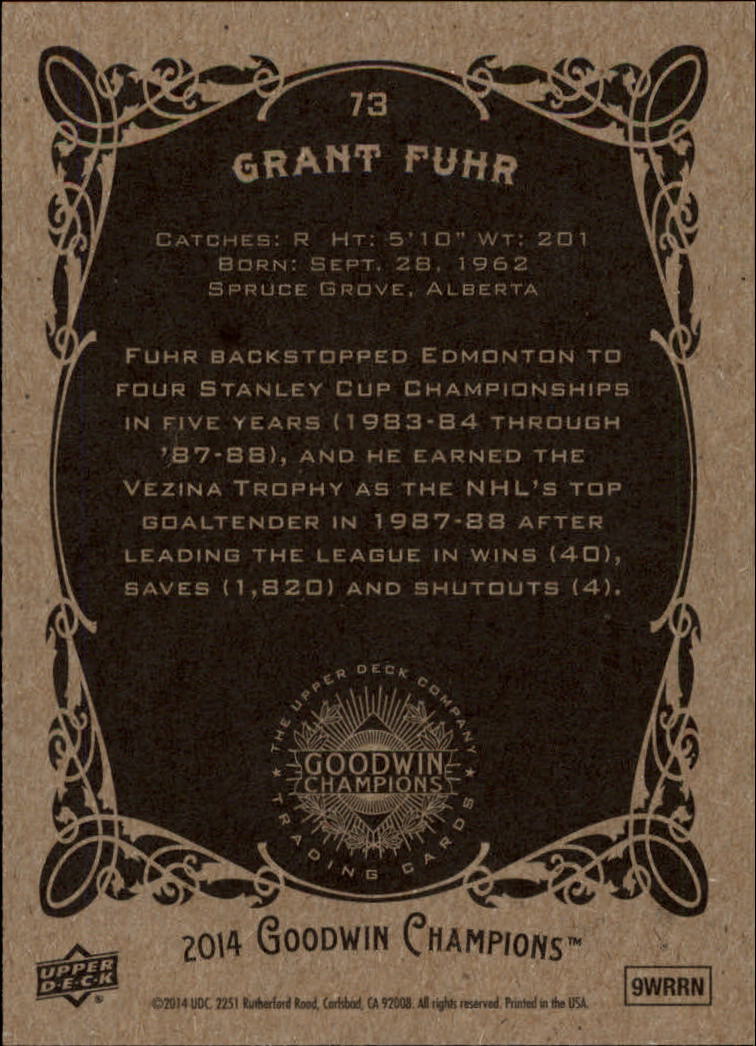 73
GRANT FUHR
CATCHES: R HT: 5'10" WT: 201
BORN: SEPT. 28, 1962
SPRUCE GROVE, ALBERTA
FUHR BACKSTOPPED EDMONTON TO
FOUR STANLEY CUP CHAMPIONSHIPS
IN FIVE YEARS (1983-84 THROUGH
'87-88), AND HE EARNED THE
VEZINA TROPHY AS THE NHL'S TOP
GOALTENDER IN 1987-88 AFTER
LEADING THE LEAGUE IN WINS (40),
SAVES (1,820) AND SHUTOUTS (4).
THE UPPER DECK COMPANY
GOODWIN
CHAMPIONS
★ TRADING CARDS ★
2014 GOODWIN CHAMPIONS™
UPPER
D·E·C·K
®
9WRRN
©2014 UDC, 2251 Rutherford Road, Carlsbad, CA 92008. All rights reserved. Printed in the USA.